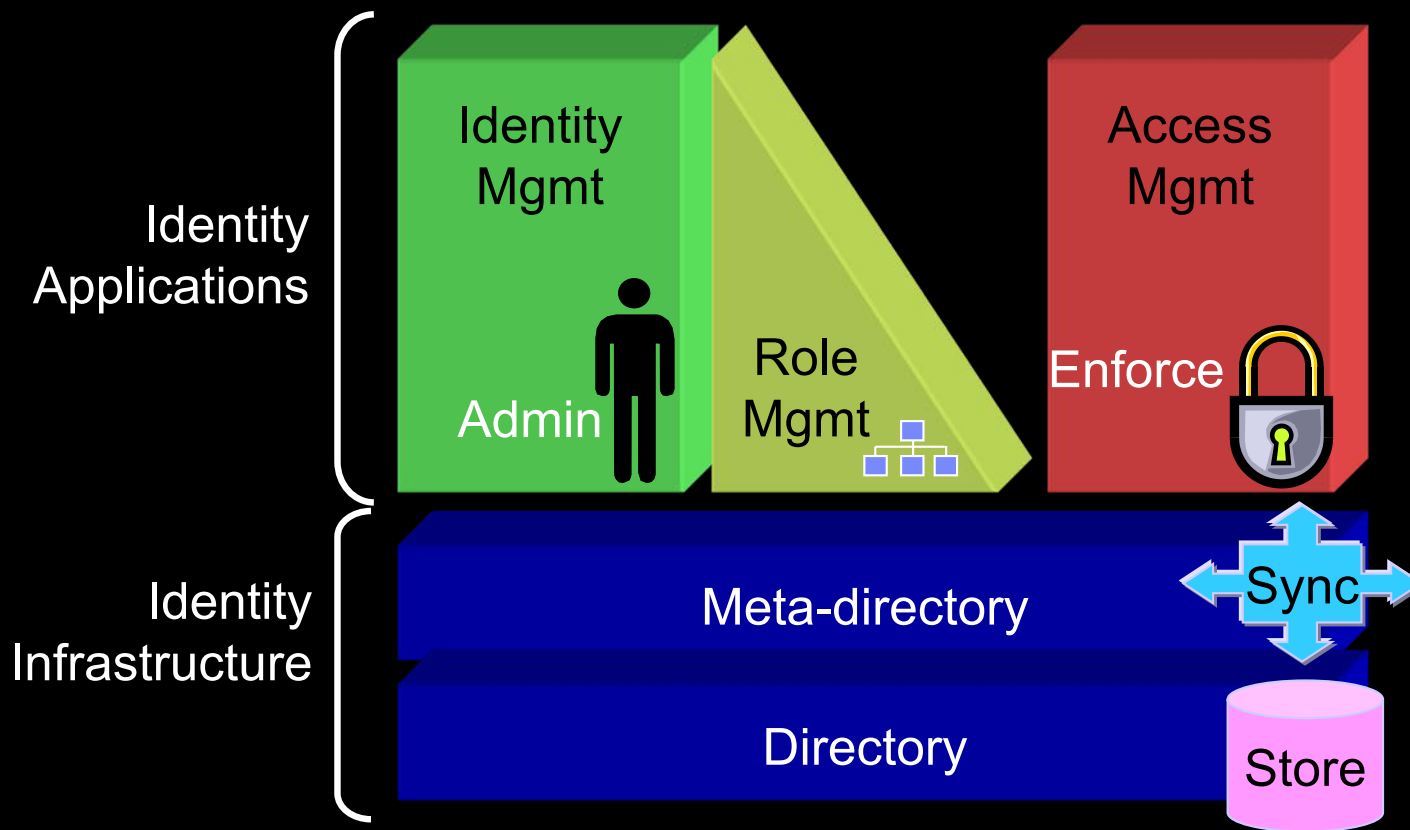 Identity
Applications
Identity
Mgmt
Admin
Role
Mgmt
Access
Mgmt
Enforce
Identity
Infrastructure
Meta-directory
Sync
Directory
Store